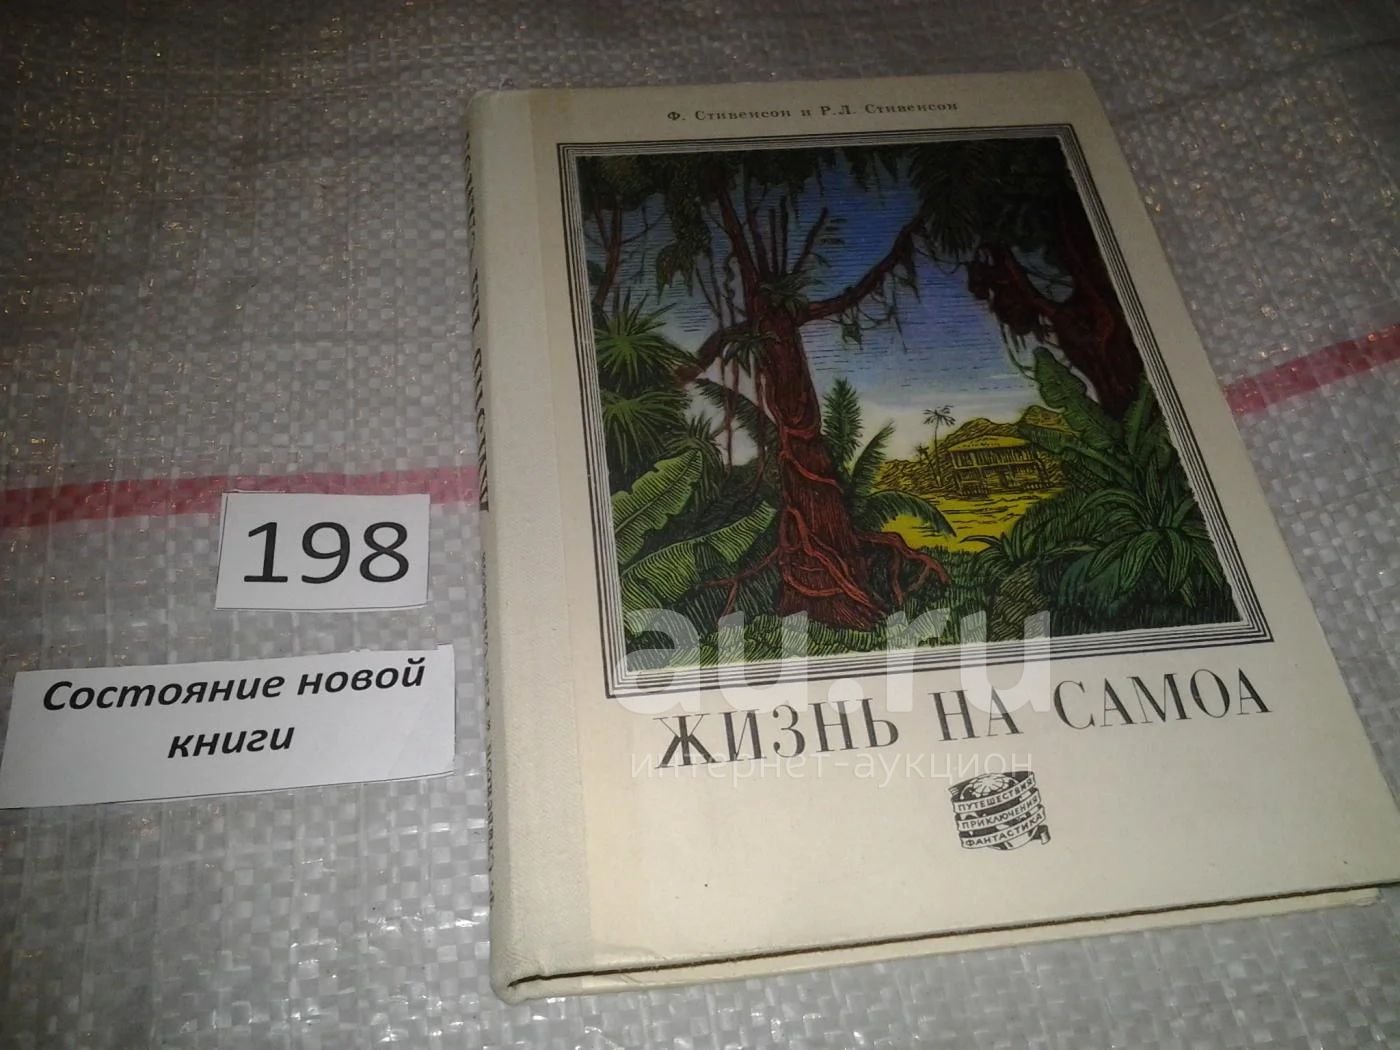 Ф. Стивенсон и Р.Л. Стивенсон
198
Состояние новой
книги
au.ru
ЖИЗНЬ НА САМОА
интернет-аукцион
ПУТЕШЕСТВИЯ
ПРИКЛЮЧЕНИЯ
ФАНТАСТИКА